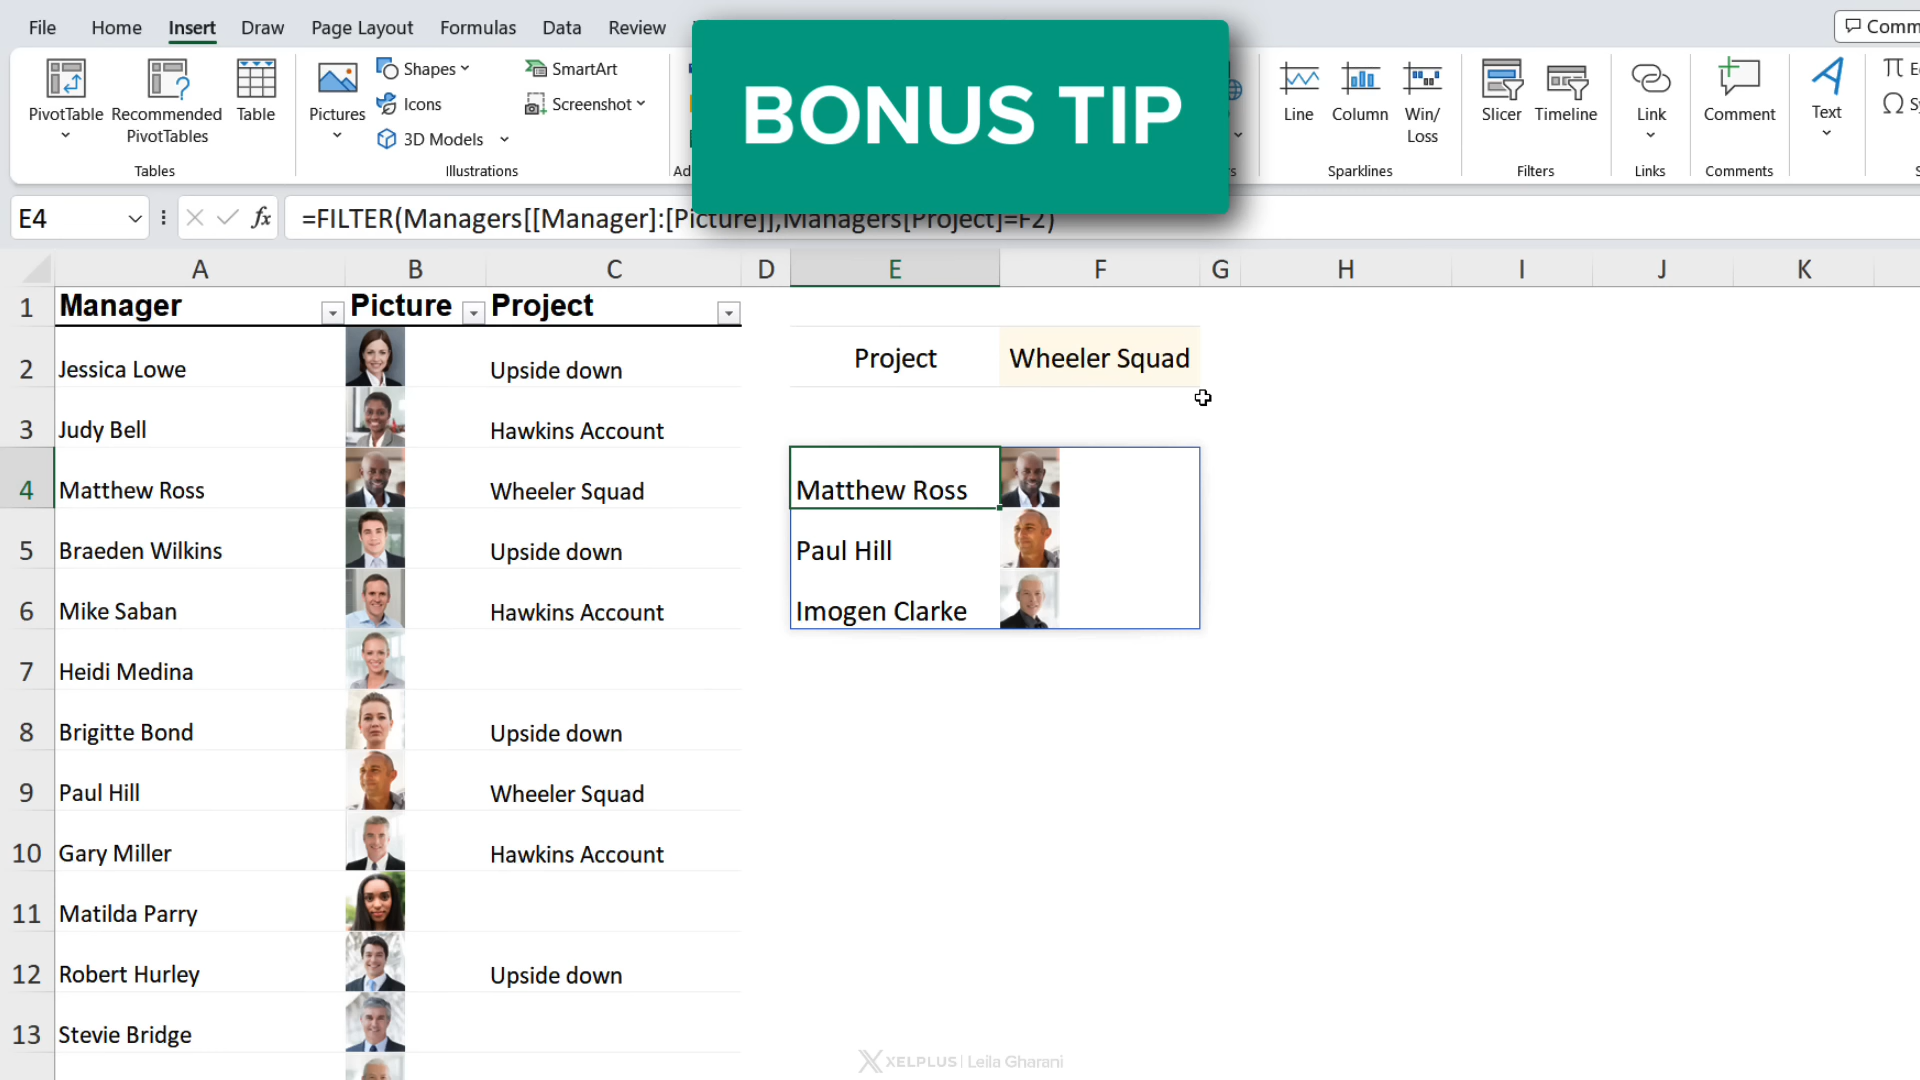 File Home Insert Draw Page Layout Formulas Data Review
BONUS TIP
PivotTable Recommended PivotTables Table
Tables
Pictures Shapes Icons 3D Models SmartArt Screenshot
Illustrations
Line Column Win/Loss
Sparklines
Slicer Timeline
Filters
Link
Links
Comment
Comments
Text
E4 fx =FILTER(Managers[[Manager]:[Picture]],Managers[Project]=F2)
A B C D E F G H I J K
1 Manager Picture Project
2 Jessica Lowe Upside down Project Wheeler Squad
3 Judy Bell Hawkins Account
4 Matthew Ross Wheeler Squad Matthew Ross
5 Braeden Wilkins Upside down Paul Hill
6 Mike Saban Hawkins Account Imogen Clarke
7 Heidi Medina
8 Brigitte Bond Upside down
9 Paul Hill Wheeler Squad
10 Gary Miller Hawkins Account
11 Matilda Parry
12 Robert Hurley Upside down
13 Stevie Bridge
XELPLUS | Leila Gharani